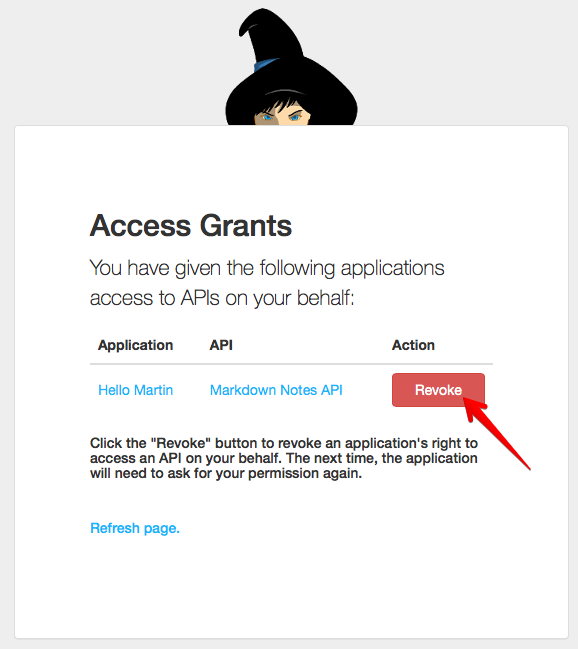 Access Grants
You have given the following applications
access to APIs on your behalf:
Application API Action
Hello Martin Markdown Notes API Revoke
Click the "Revoke" button to revoke an application's right to
access an API on your behalf. The next time, the application
will need to ask for your permission again.
Refresh page.